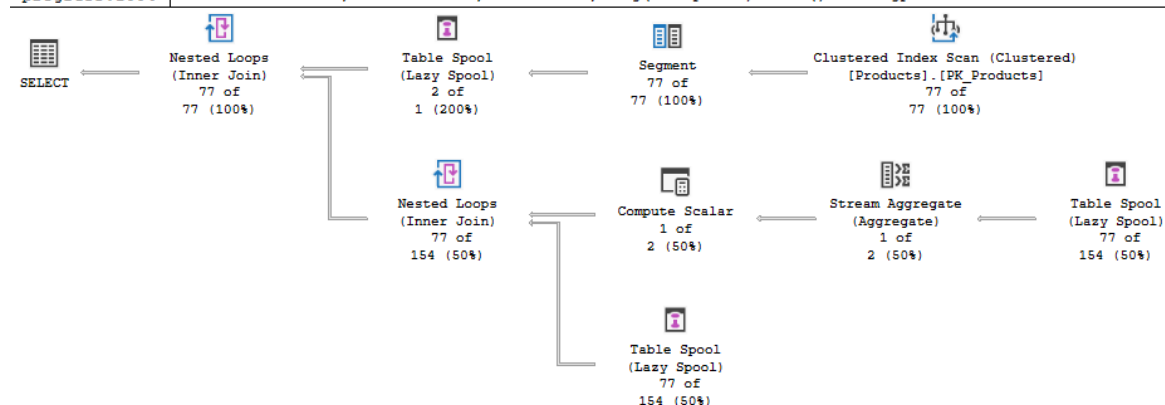 SELECT
Nested Loops
(Inner Join)
77 of
77 (100%)
Table Spool
(Lazy Spool)
2 of
1 (200%)
Segment
77 of
77 (100%)
Clustered Index Scan (Clustered)
[Products].[PK_Products]
77 of
77 (100%)
Nested Loops
(Inner Join)
77 of
154 (50%)
Compute Scalar
1 of
2 (50%)
Stream Aggregate
(Aggregate)
1 of
2 (50%)
Table Spool
(Lazy Spool)
77 of
154 (50%)
Table Spool
(Lazy Spool)
77 of
154 (50%)